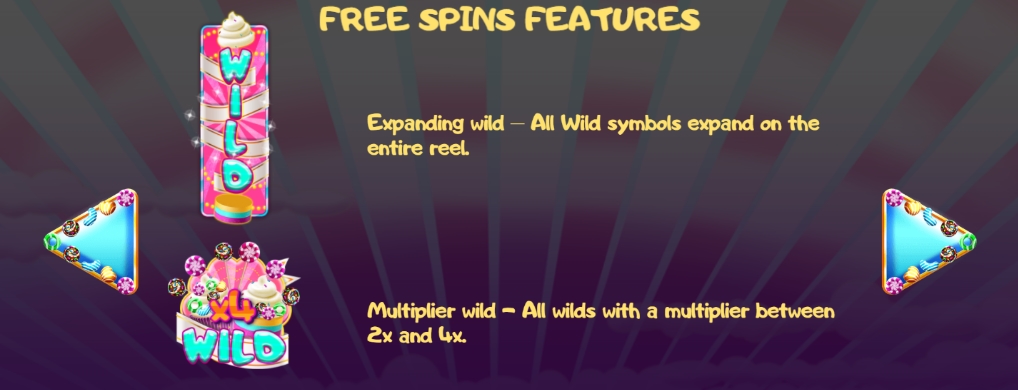 FREE SPINS FEATURES
WILD
Expanding wild – All Wild symbols expand on the
entire reel.
x4
WILD
Multiplier wild – All wilds with a multiplier between
2x and 4x.